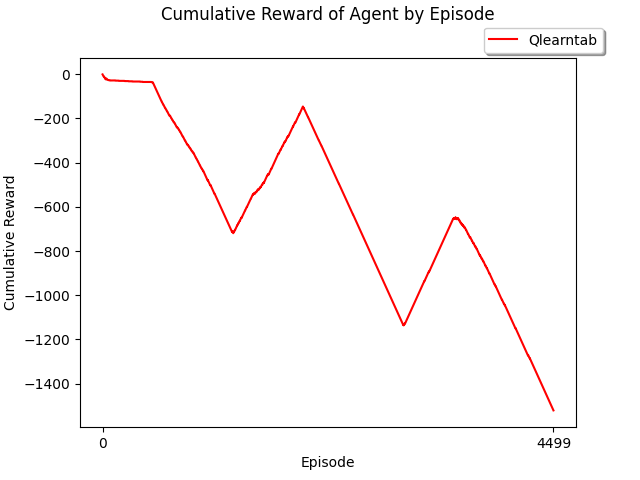 Cumulative Reward of Agent by Episode
Qlearntab
0
−200
−400
−600
−800
−1000
−1200
−1400
Cumulative Reward
0
4499
Episode